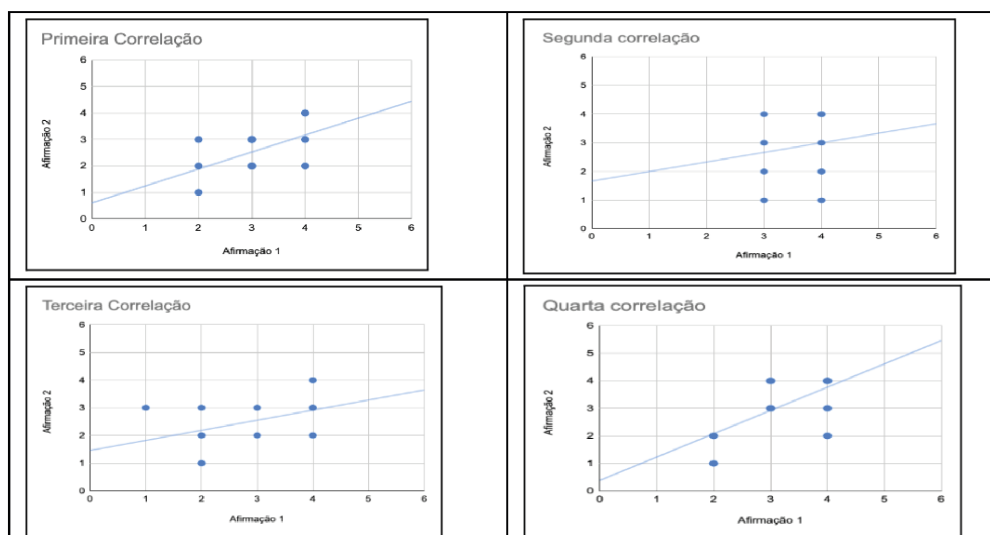 Primeira Correlação
6
5
4
3
2
1
0
Afirmação 2
0 1 2 3 4 5 6
Afirmação 1
Segunda correlação
6
5
4
3
2
1
0
Afirmação 2
0 1 2 3 4 5 6
Afirmação 1
Terceira Correlação
6
5
4
3
2
1
0
Afirmação 2
0 1 2 3 4 5 6
Afirmação 1
Quarta correlação
6
5
4
3
2
1
0
Afirmação 2
0 1 2 3 4 5 6
Afirmação 1